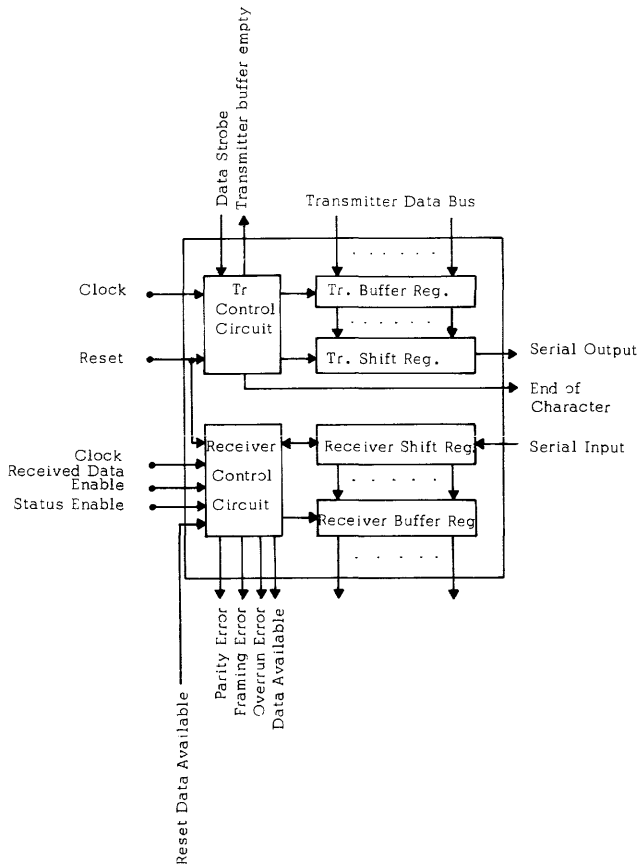 Data Strobe
Transmitter buffer empty
Transmitter Data Bus
Clock
Tr
Control
Circuit
Tr. Buffer Reg.
Reset
Tr. Shift Reg.
Serial Output
End of
Character
Clock
Received Data
Enable
Status Enable
Receiver
Control
Circuit
Receiver Shift Reg.
Serial Input
Receiver Buffer Reg
Parity Error
Framing Error
Overrun Error
Data Available
Reset Data Available